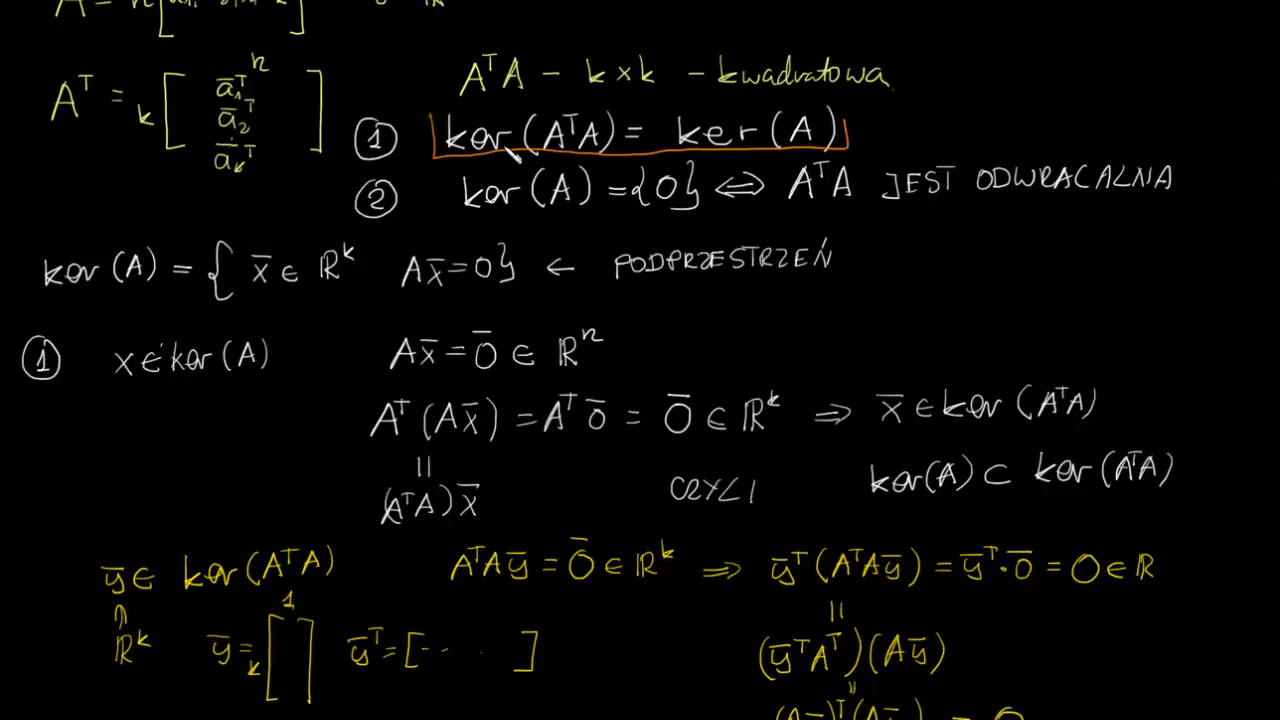 Aᵀ = k [ ā₁ᵀ ā₂ᵀ ⋮ āₖᵀ ] n
AᵀA – k × k – kwadratowa
① ker(AᵀA) = ker(A)
② ker(A) = {0} ⇔ AᵀA JEST ODWRACALNA
ker(A) = { x̄ ∈ ℝᵏ Ax̄ = 0} ← PODPRZESTRZEŃ
① x ∈ ker(A) Ax̄ = 0̄ ∈ ℝⁿ
Aᵀ(Ax̄) = Aᵀ0̄ = 0̄ ∈ ℝᵏ ⇒ x̄ ∈ ker(AᵀA)
=
(AᵀA)x̄ CZYLI ker(A) ⊂ ker(AᵀA)
ȳ ∈ ker(AᵀA) AᵀAȳ = 0̄ ∈ ℝᵏ ⇒ ȳᵀ(AᵀAȳ) = ȳᵀ·0̄ = 0 ∈ ℝ
=
ℝᵏ ȳ = k [ ] 1 ȳᵀ = [-- · · ] (ȳᵀAᵀ)(Aȳ)
=